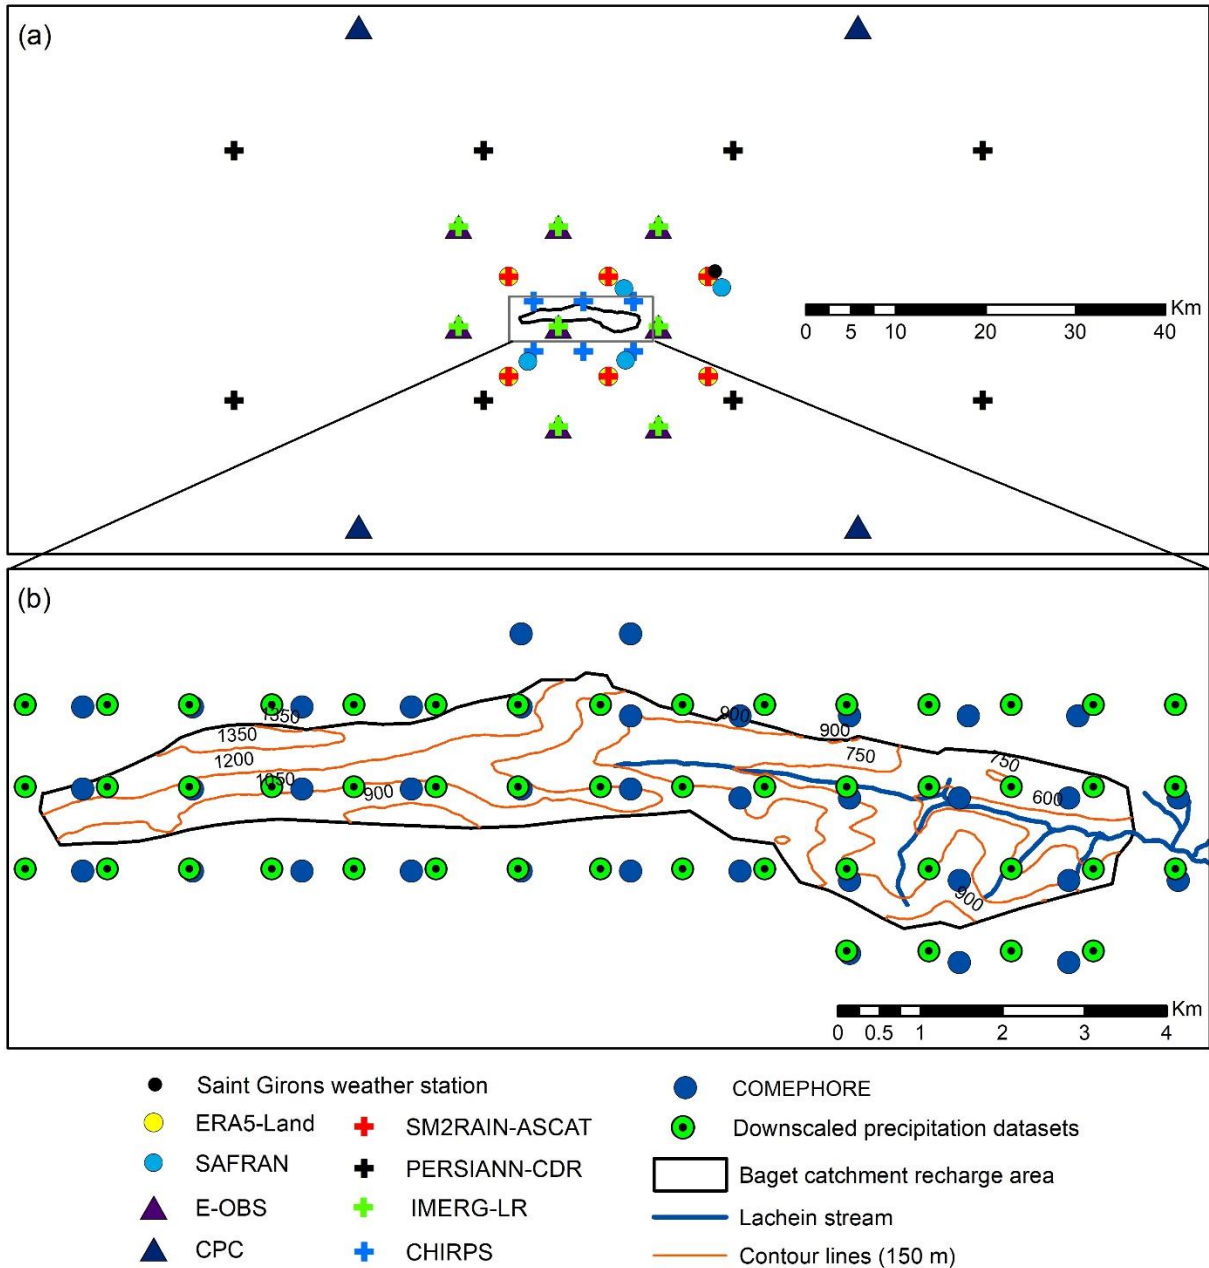 (a)
Km
0 5 10 20 30 40
(b)
1350
1350
1200
1050
900
900
900
750
750
600
900
Km
0 0.5 1 2 3 4
Saint Girons weather station
ERA5-Land
SAFRAN
E-OBS
CPC
SM2RAIN-ASCAT
PERSIANN-CDR
IMERG-LR
CHIRPS
COMEPHORE
Downscaled precipitation datasets
Baget catchment recharge area
Lachein stream
Contour lines (150 m)